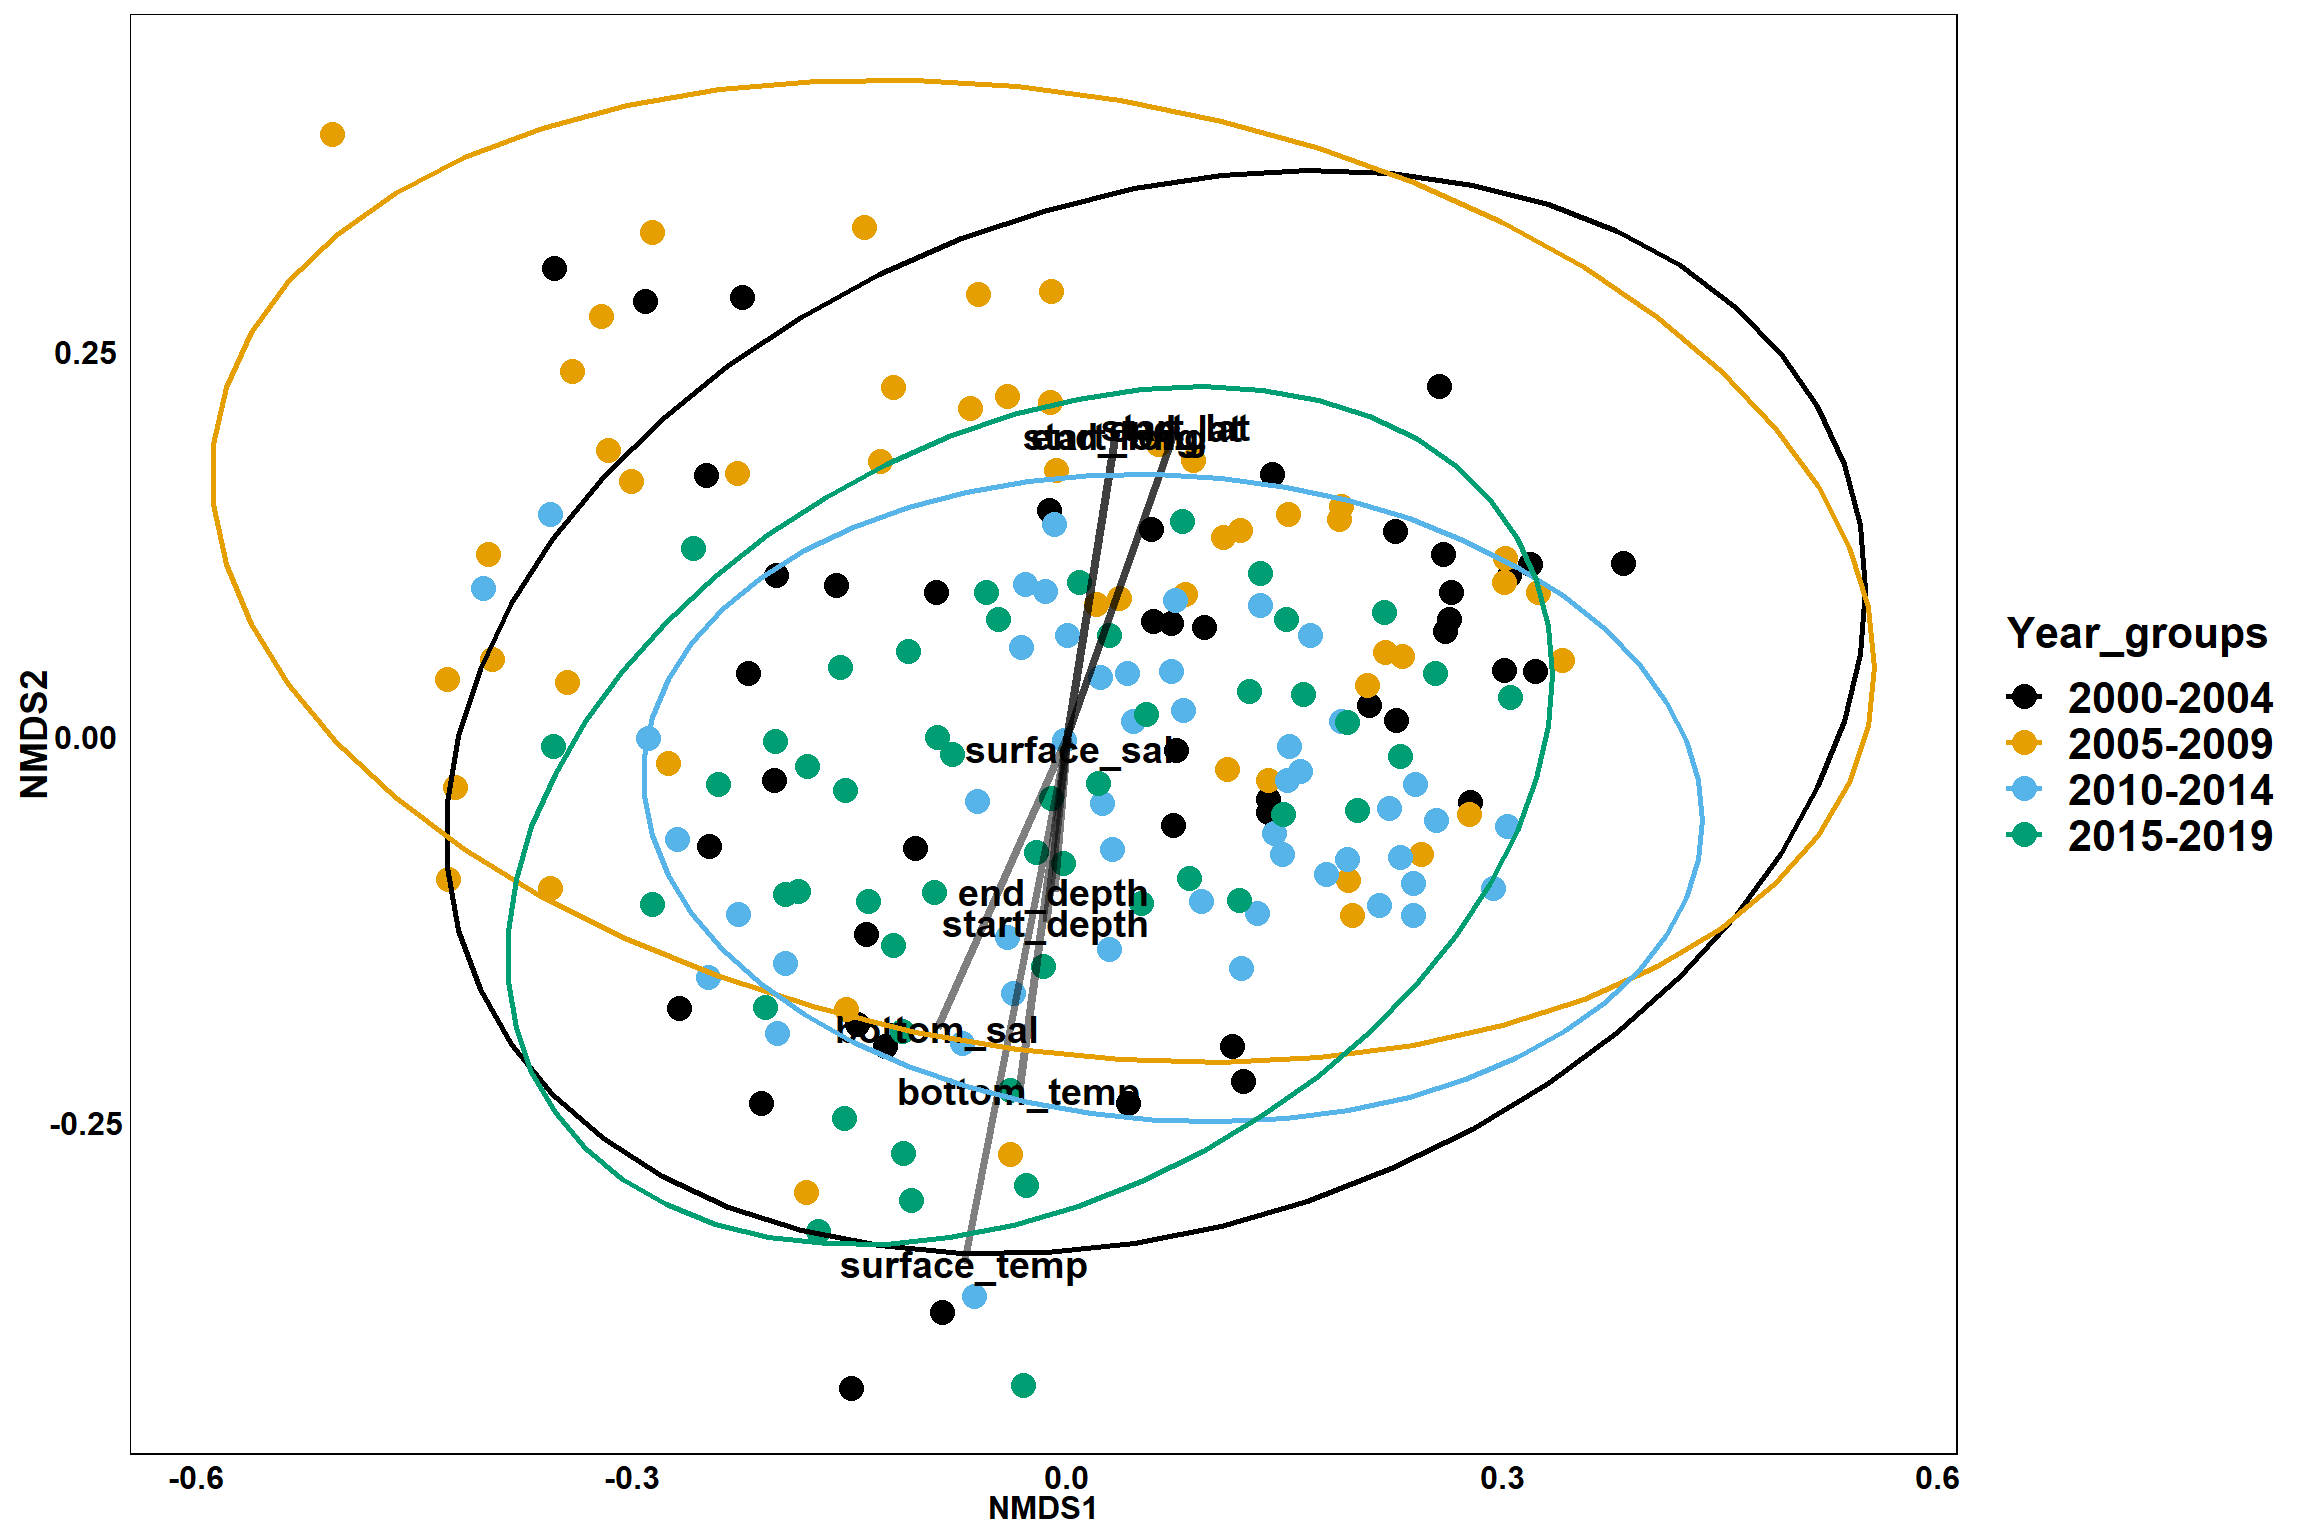 0.25
0.00
-0.25
NMDS2
-0.6
-0.3
0.0
0.3
0.6
NMDS1
start_lat
surface_sal
end_depth
start_depth
bottom_sal
bottom_temp
surface_temp
Year_groups
2000-2004
2005-2009
2010-2014
2015-2019